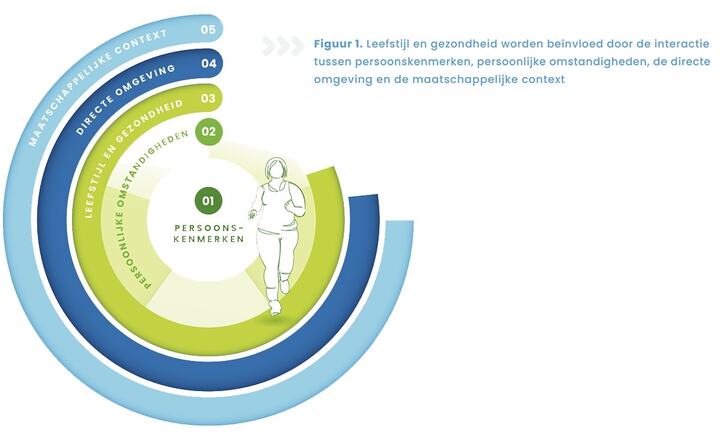 05
MAATSCHAPPELIJKE CONTEXT
04
DIRECTE OMGEVING
03
LEEFSTIJL EN GEZONDHEID
02
PERSOONLIJKE OMSTANDIGHEDEN
01
PERSOONS-
KENMERKEN
Figuur 1. Leefstijl en gezondheid worden beïnvloed door de interactie
tussen persoonskenmerken, persoonlijke omstandigheden, de directe
omgeving en de maatschappelijke context